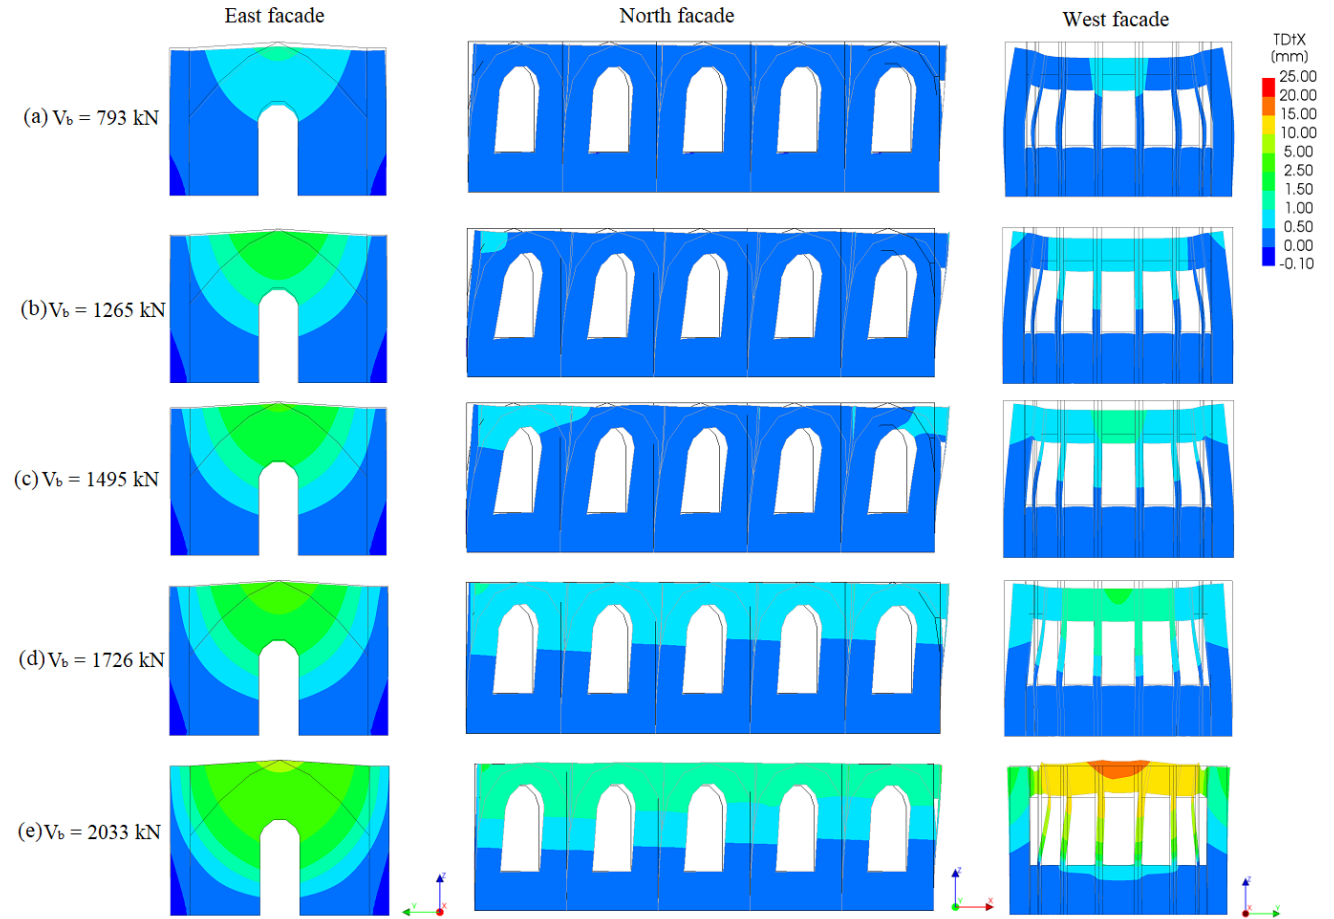 East facade
North facade
West facade
TDtX
(mm)
25.00
20.00
15.00
10.00
5.00
2.50
1.50
1.00
0.50
0.00
-0.10
(a) Vb = 793 kN
(b) Vb = 1265 kN
(c) Vb = 1495 kN
(d) Vb = 1726 kN
(e) Vb = 2033 kN
Z
Y
X
Z
Y
X
Z
X
Y